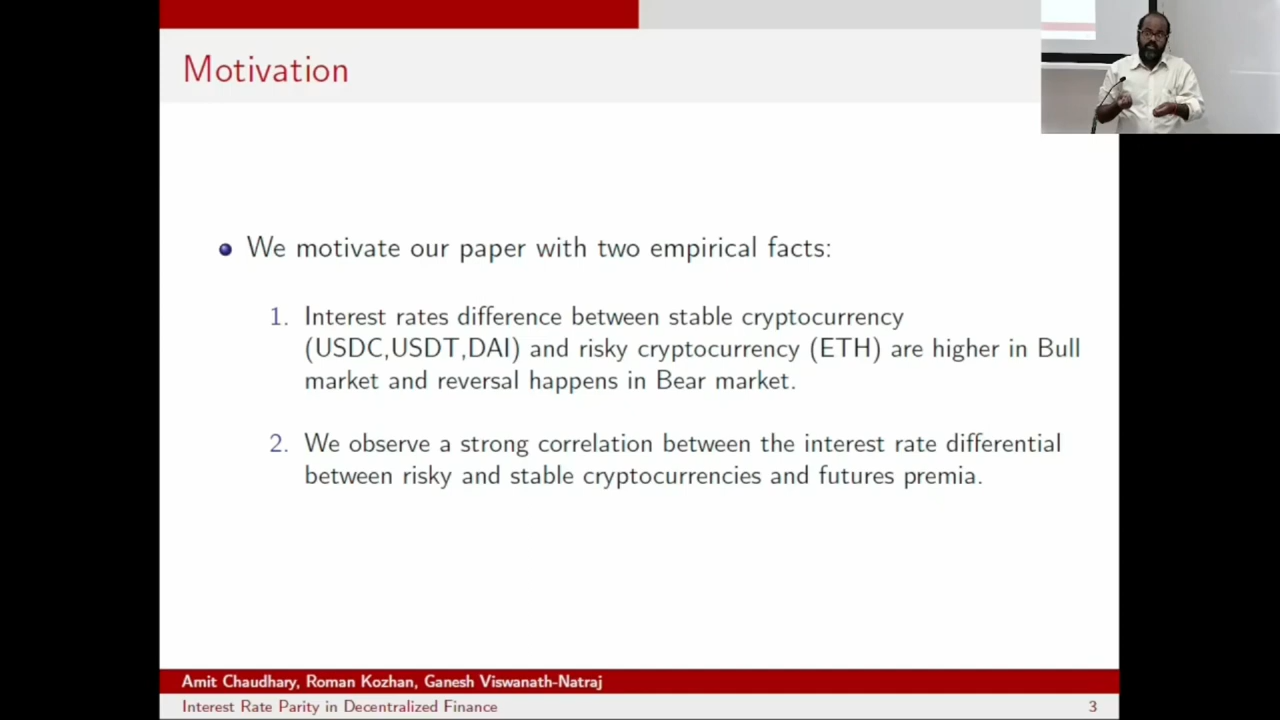 Motivation
We motivate our paper with two empirical facts:
1. Interest rates difference between stable cryptocurrency
(USDC,USDT,DAI) and risky cryptocurrency (ETH) are higher in Bull
market and reversal happens in Bear market.
2. We observe a strong correlation between the interest rate differential
between risky and stable cryptocurrencies and futures premia.
Amit Chaudhary, Roman Kozhan, Ganesh Viswanath-Natraj
Interest Rate Parity in Decentralized Finance 3